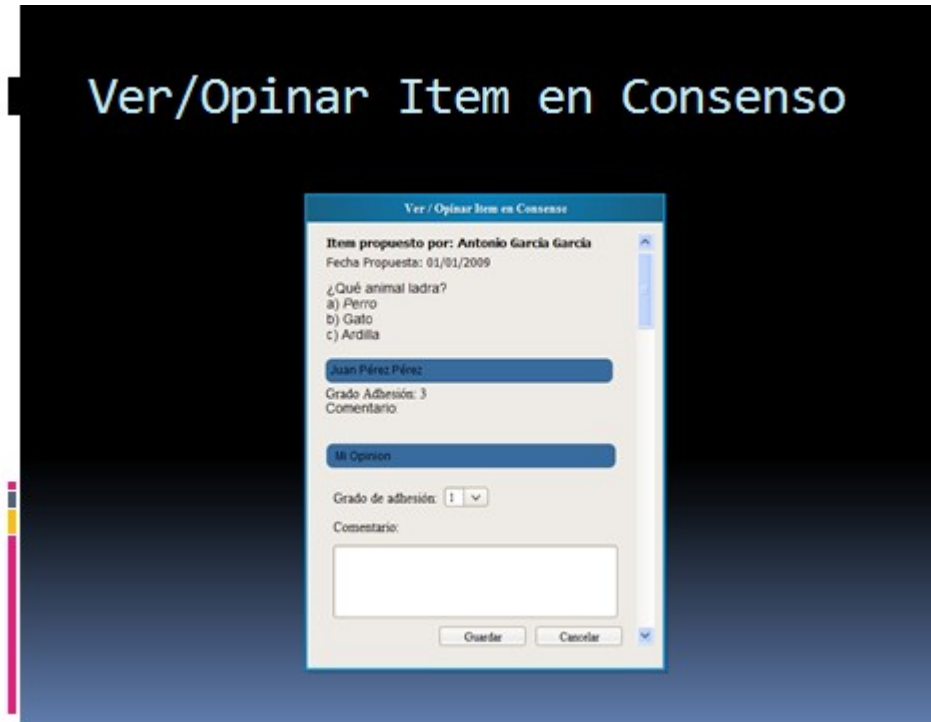 Ver/Opinar Item en Consenso
Ver / Opinar Item en Consenso
Item propuesto por: Antonio García García
Fecha Propuesta: 01/01/2009
¿Qué animal ladra?
a) Perro
b) Gato
c) Ardilla
Juan Pérez Pérez
Grado Adhesión: 3
Comentario
Mi Opinion
Grado de adhesión: 1
Comentario:
Guardar Cancelar